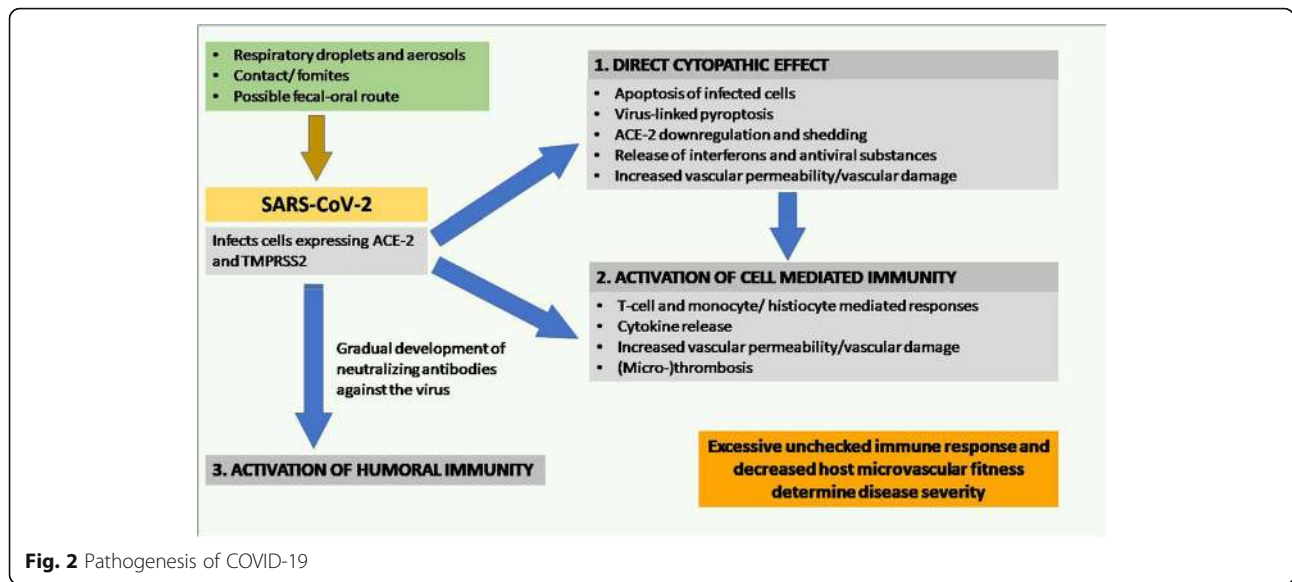 • Respiratory droplets and aerosols
• Contact/ fomites
• Possible fecal-oral route
SARS-CoV-2
Infects cells expressing ACE-2
and TMPRSS2
Gradual development of
neutralizing antibodies
against the virus
3. ACTIVATION OF HUMORAL IMMUNITY
1. DIRECT CYTOPATHIC EFFECT
• Apoptosis of infected cells
• Virus-linked pyroptosis
• ACE-2 downregulation and shedding
• Release of interferons and antiviral substances
• Increased vascular permeability/vascular damage
2. ACTIVATION OF CELL MEDIATED IMMUNITY
• T-cell and monocyte/ histiocyte mediated responses
• Cytokine release
• Increased vascular permeability/vascular damage
• (Micro-)thrombosis
Excessive unchecked immune response and
decreased host microvascular fitness
determine disease severity
Fig. 2 Pathogenesis of COVID-19